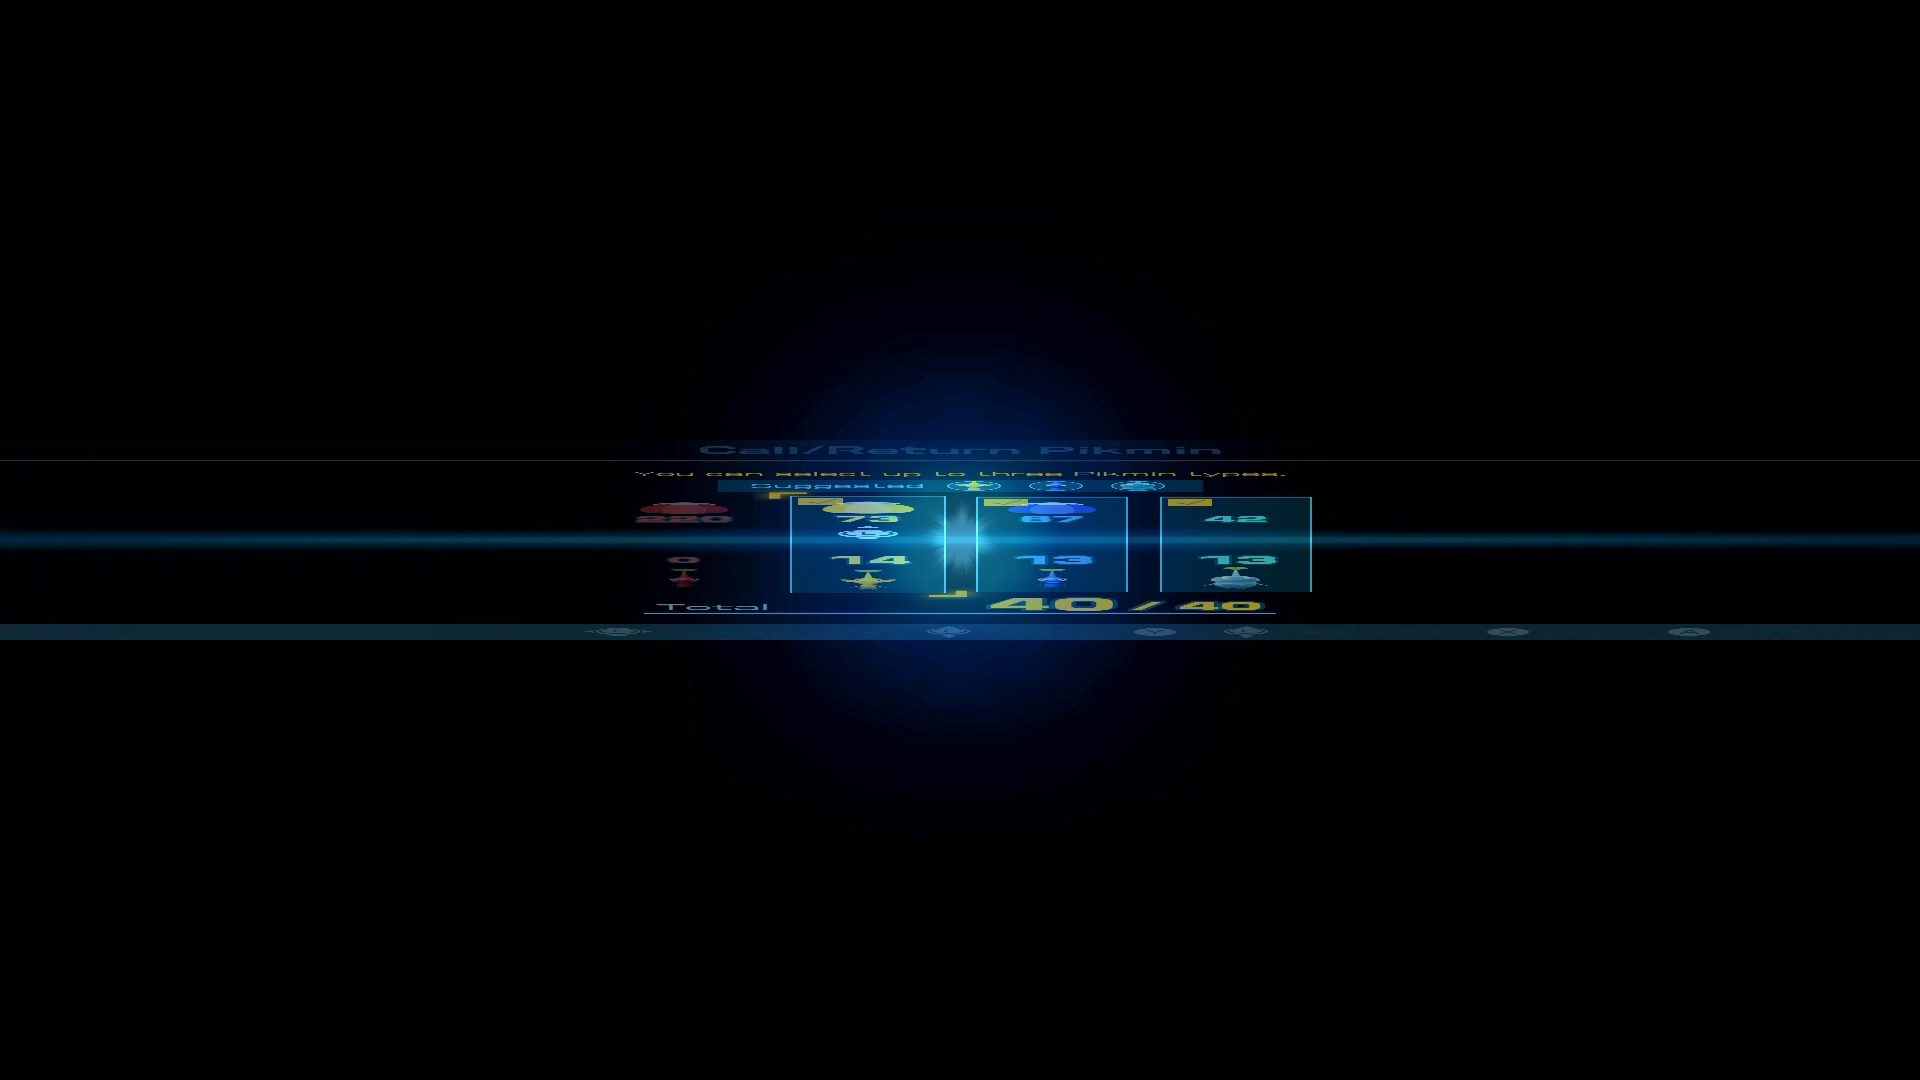 Call/Return Pikmin
You can select up to three Pikmin types.
Suggested
220 73 87 42
0 14 13 13
Total 40 / 40